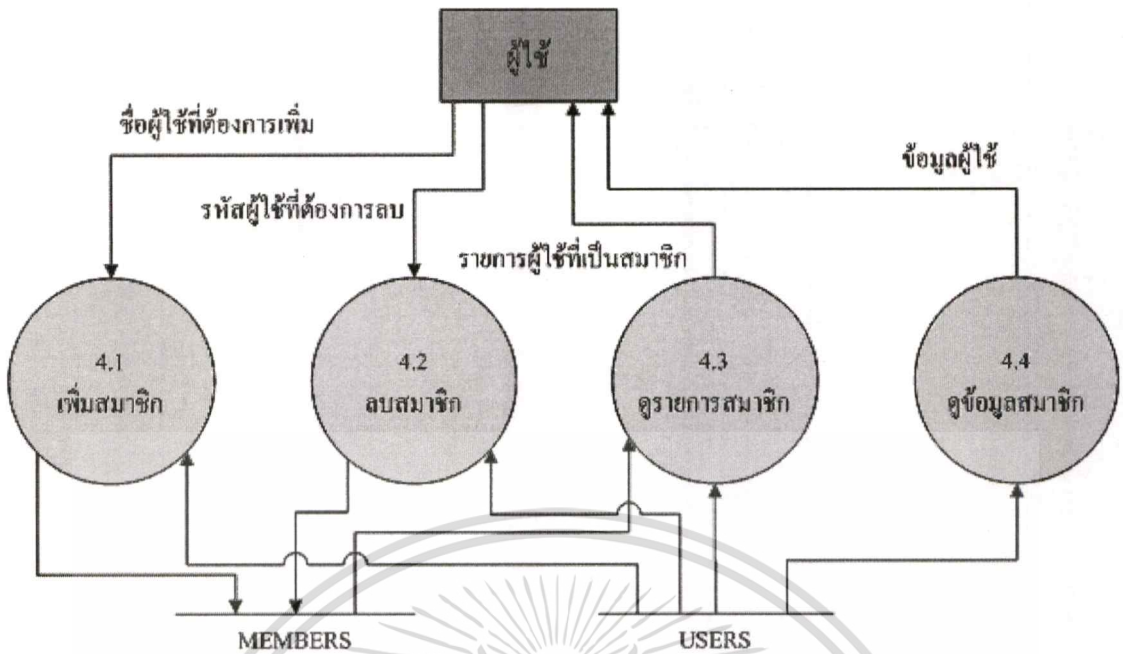 ผู้ใช้
ชื่อผู้ใช้ที่ต้องการเพิ่ม
ข้อมูลผู้ใช้
รหัสผู้ใช้ที่ต้องการลบ
รายการผู้ใช้ที่เป็นสมาชิก
4.1
เพิ่มสมาชิก
4.2
ลบสมาชิก
4.3
ดูรายการสมาชิก
4.4
ดูข้อมูลสมาชิก
MEMBERS
USERS